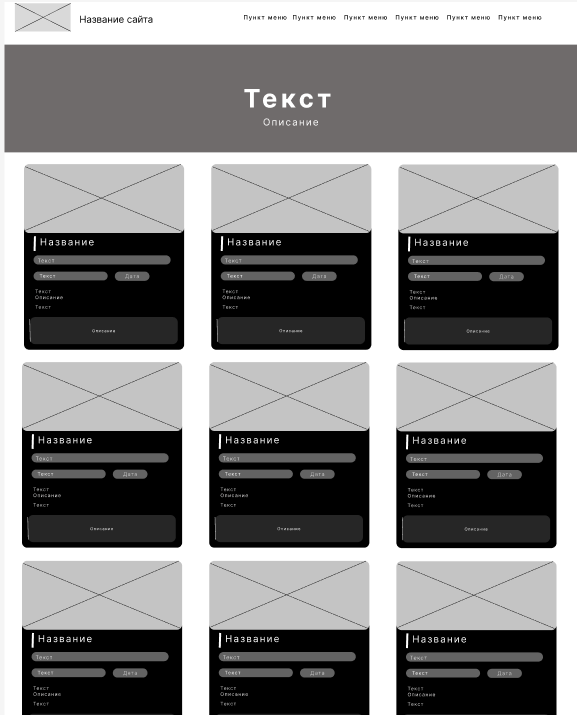 Название сайта
Пункт меню Пункт меню Пункт меню Пункт меню Пункт меню Пункт меню
Текст
Описание
Название
Текст
Текст Дата
Текст
Описание
Текст
Описание
Название
Текст
Текст Дата
Текст
Описание
Текст
Описание
Название
Текст
Текст Дата
Текст
Описание
Текст
Описание
Название
Текст
Текст Дата
Текст
Описание
Текст
Описание
Название
Текст
Текст Дата
Текст
Описание
Текст
Описание
Название
Текст
Текст Дата
Текст
Описание
Текст
Описание
Название
Текст
Текст Дата
Текст
Описание
Текст
Название
Текст
Текст Дата
Текст
Описание
Текст
Название
Текст
Текст Дата
Текст
Описание
Текст